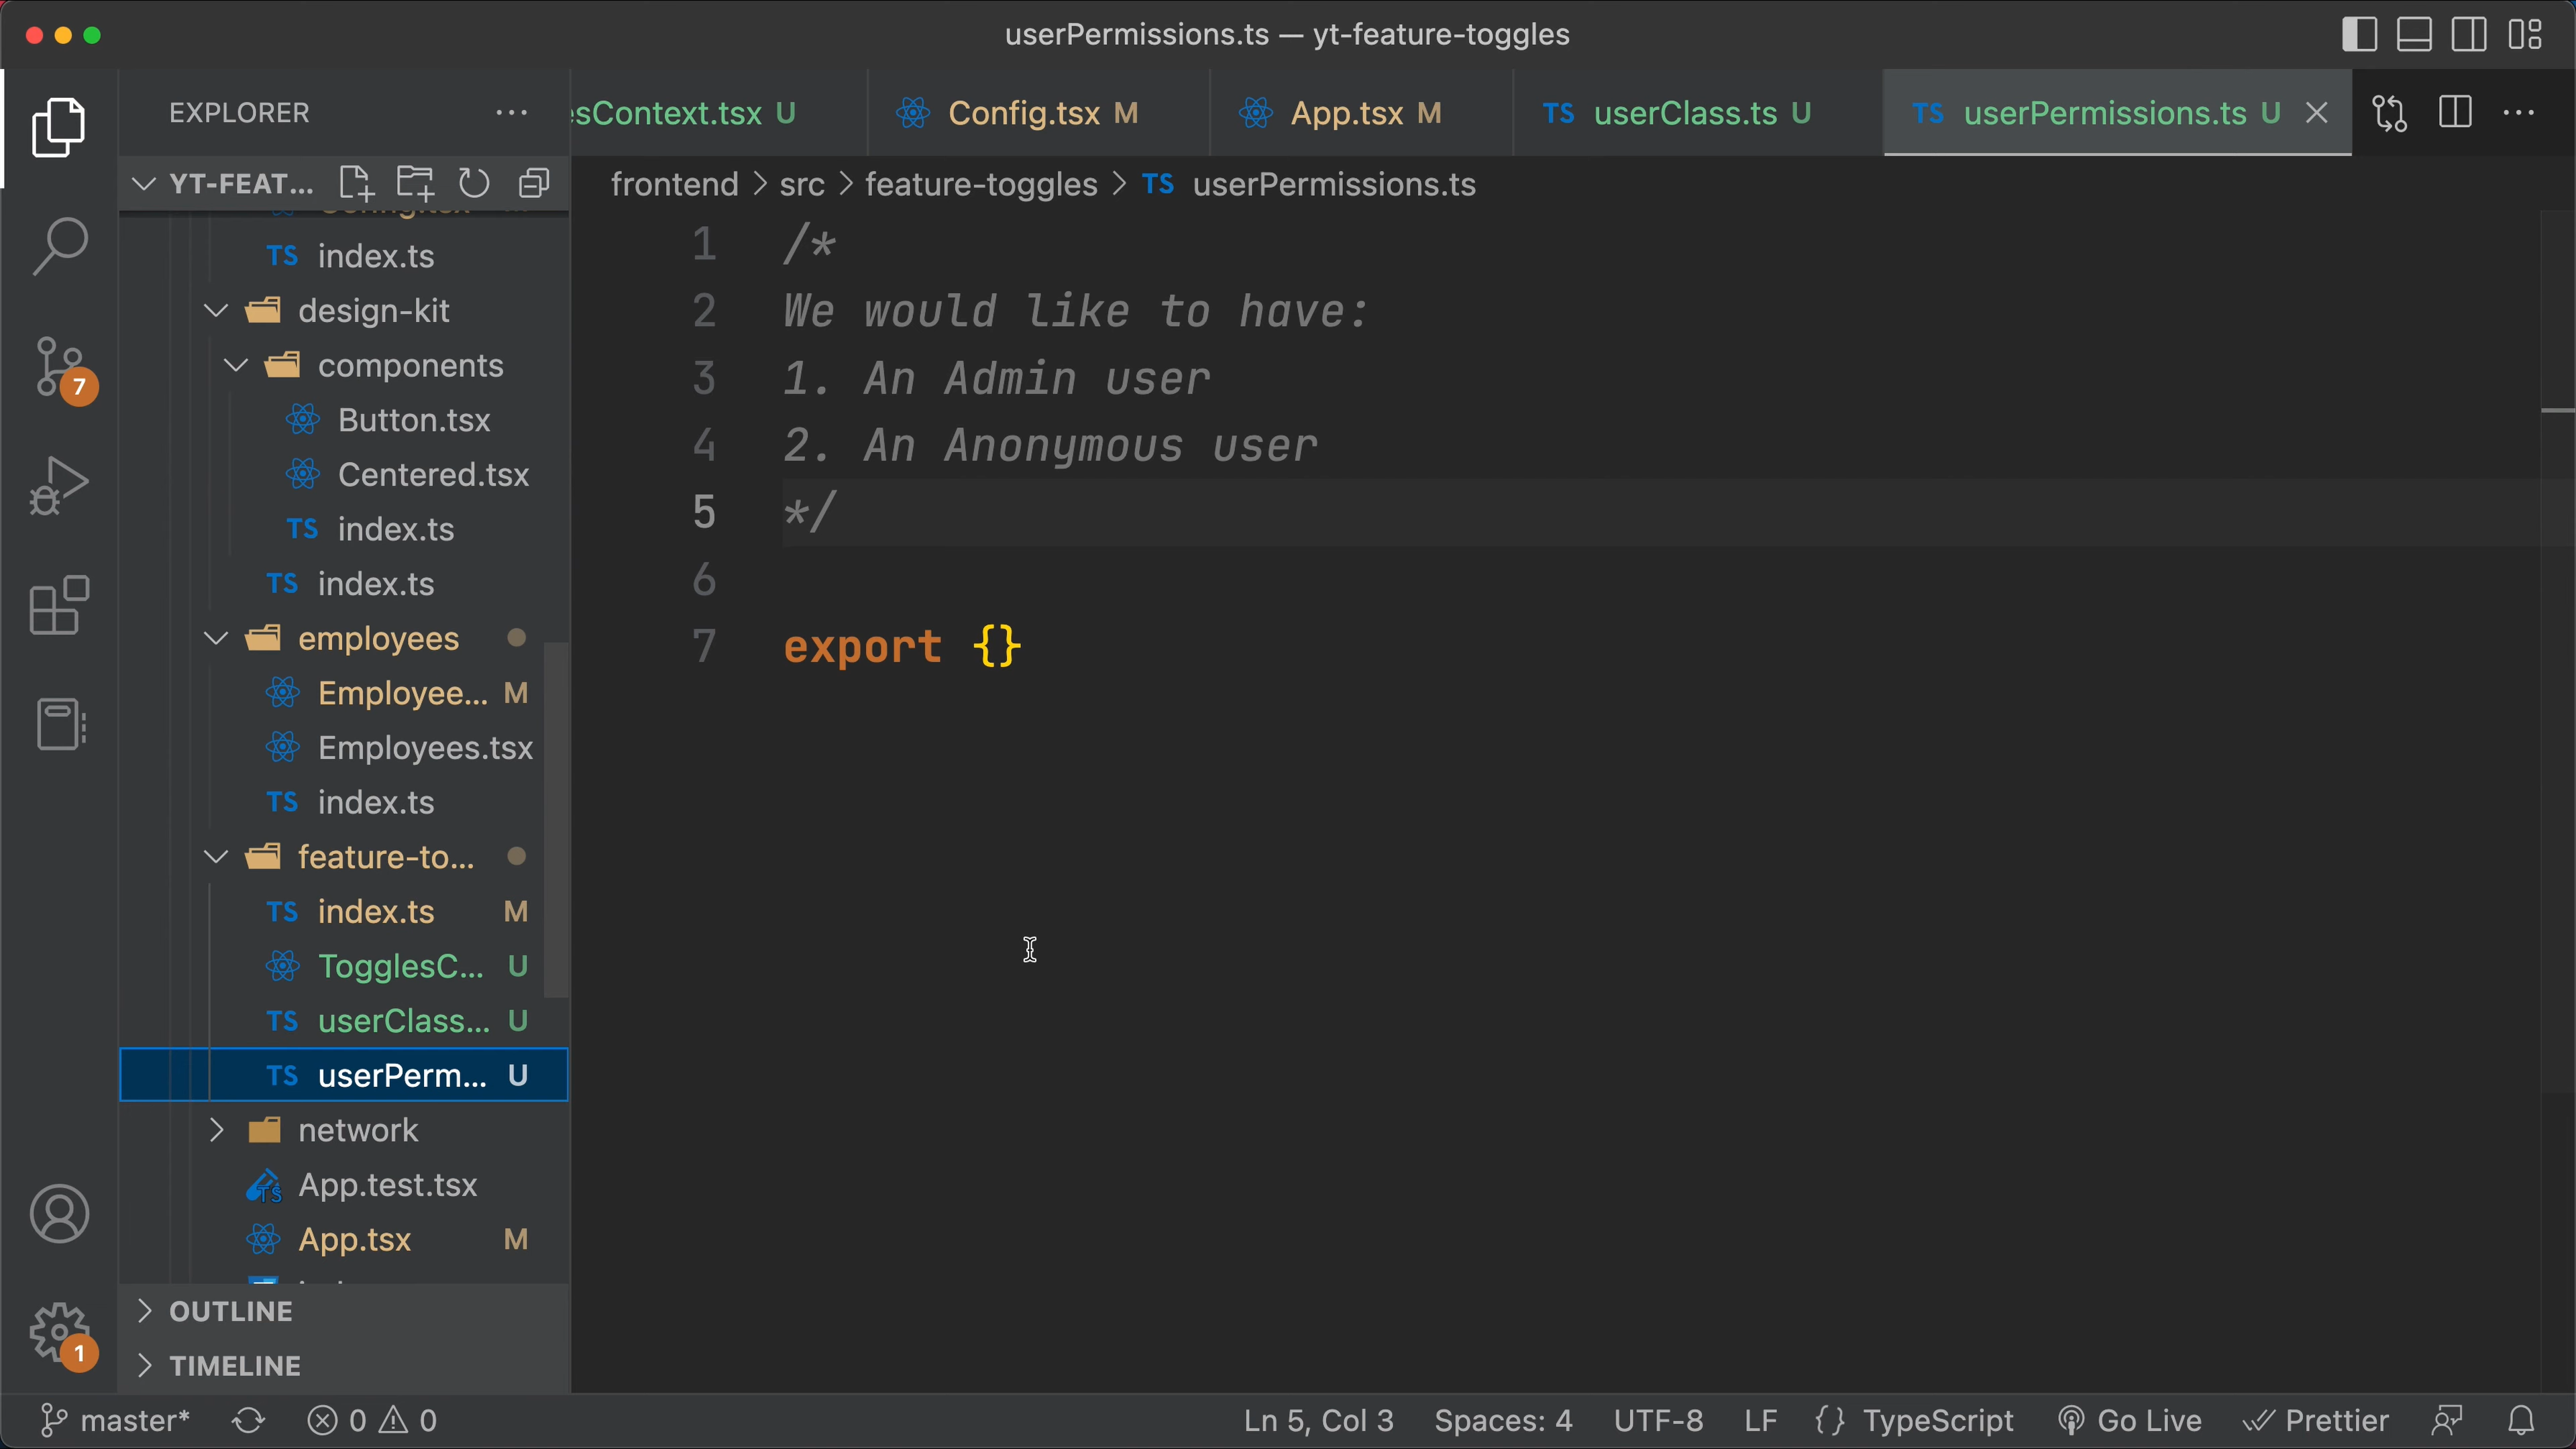 userPermissions.ts — yt-feature-toggles
EXPLORER
esContext.tsx U
Config.tsx M
App.tsx M
TS userClass.ts U
TS userPermissions.ts U
YT-FEAT...
frontend > src > feature-toggles > TS userPermissions.ts
TS index.ts
design-kit
components
Button.tsx
Centered.tsx
TS index.ts
TS index.ts
employees
Employee... M
Employees.tsx
TS index.ts
feature-to...
TS index.ts M
TogglesC... U
TS userClass... U
TS userPerm... U
network
TS App.test.tsx
App.tsx M
OUTLINE
TIMELINE
7
1
1 /*
2 We would like to have:
3 1. An Admin user
4 2. An Anonymous user
5 */
6
7 export {}
master* 0 0
Ln 5, Col 3 Spaces: 4 UTF-8 LF {} TypeScript Go Live Prettier